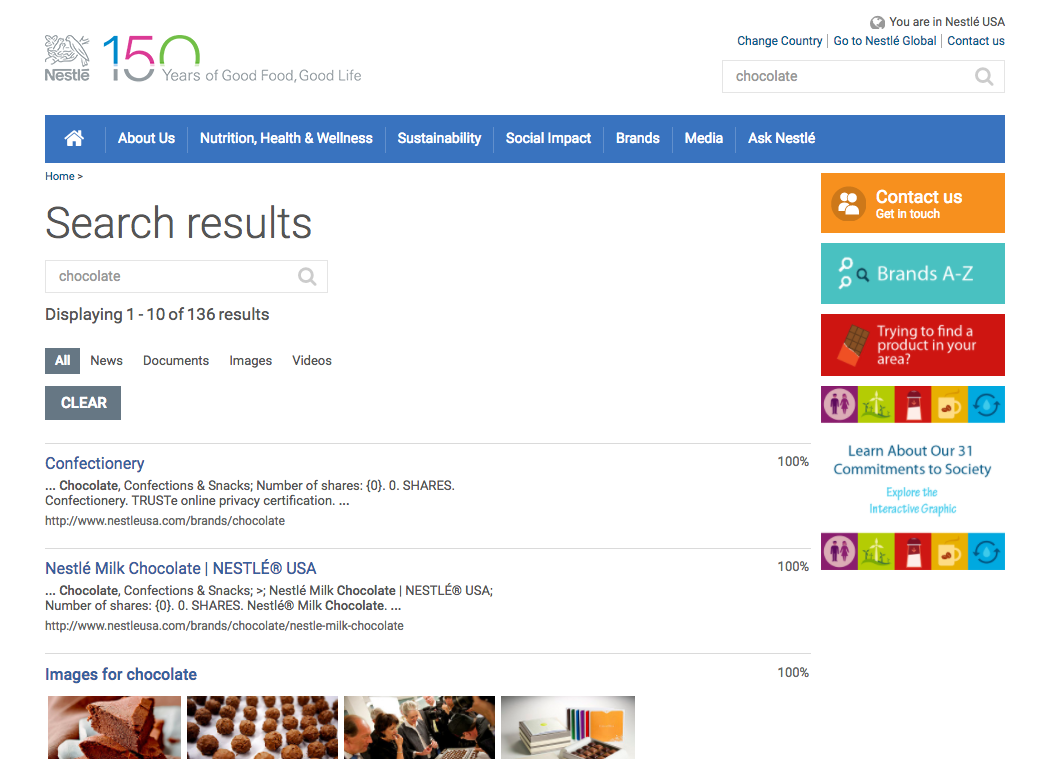 You are in Nestlé USA
Change Country | Go to Nestlé Global | Contact us
Nestlé
150 Years of Good Food, Good Life
chocolate
About Us
Nutrition, Health & Wellness
Sustainability
Social Impact
Brands
Media
Ask Nestlé
Home >
Search results
chocolate
Displaying 1 - 10 of 136 results
All News Documents Images Videos
CLEAR
Confectionery 100%
... Chocolate, Confections & Snacks; Number of shares: {0}. 0. SHARES.
Confectionery. TRUSTe online privacy certification. ...
http://www.nestleusa.com/brands/chocolate
Nestlé Milk Chocolate | NESTLÉ® USA 100%
... Chocolate, Confections & Snacks; >; Nestlé Milk Chocolate | NESTLÉ® USA;
Number of shares: {0}. 0. SHARES. Nestlé® Milk Chocolate. ...
http://www.nestleusa.com/brands/chocolate/nestle-milk-chocolate
Images for chocolate 100%
Contact us
Get in touch
Brands A-Z
Trying to find a
product in your
area?
Learn About Our 31
Commitments to Society
Explore the
Interactive Graphic